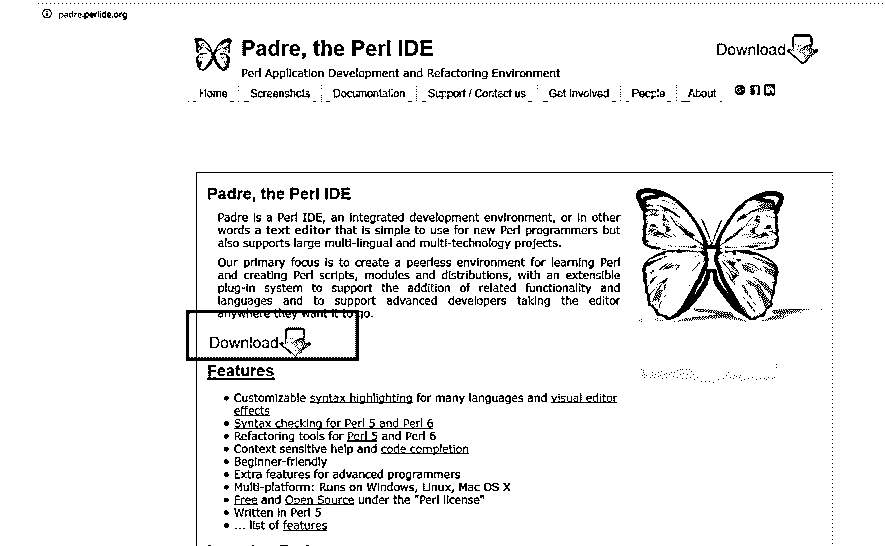 padre.perlide.org
Padre, the Perl IDE
Download
Perl Application Development and Refactoring Environment
Home
Screenshots
Documentation
Support / Contact us
Get Involved
People
About
Padre, the Perl IDE
Padre is a Perl IDE, an integrated development environment, or in other
words a text editor that is simple to use for new Perl programmers but
also supports large multi-lingual and multi-technology projects.
Our primary focus is to create a peerless environment for learning Perl
and creating Perl scripts, modules and distributions, with an extensible
plug-in system to support the addition of related functionality and
languages and to support advanced developers taking the editor
anywhere they want it to go.
Download
Features
• Customizable syntax highlighting for many languages and visual editor
effects
• Syntax checking for Perl 5 and Perl 6
• Refactoring tools for Perl 5 and Perl 6
• Context sensitive help and code completion
• Beginner-friendly
• Extra features for advanced programmers
• Multi-platform: Runs on Windows, Linux, Mac OS X
• Free and Open Source under the "Perl license"
• Written in Perl 5
• ... list of features